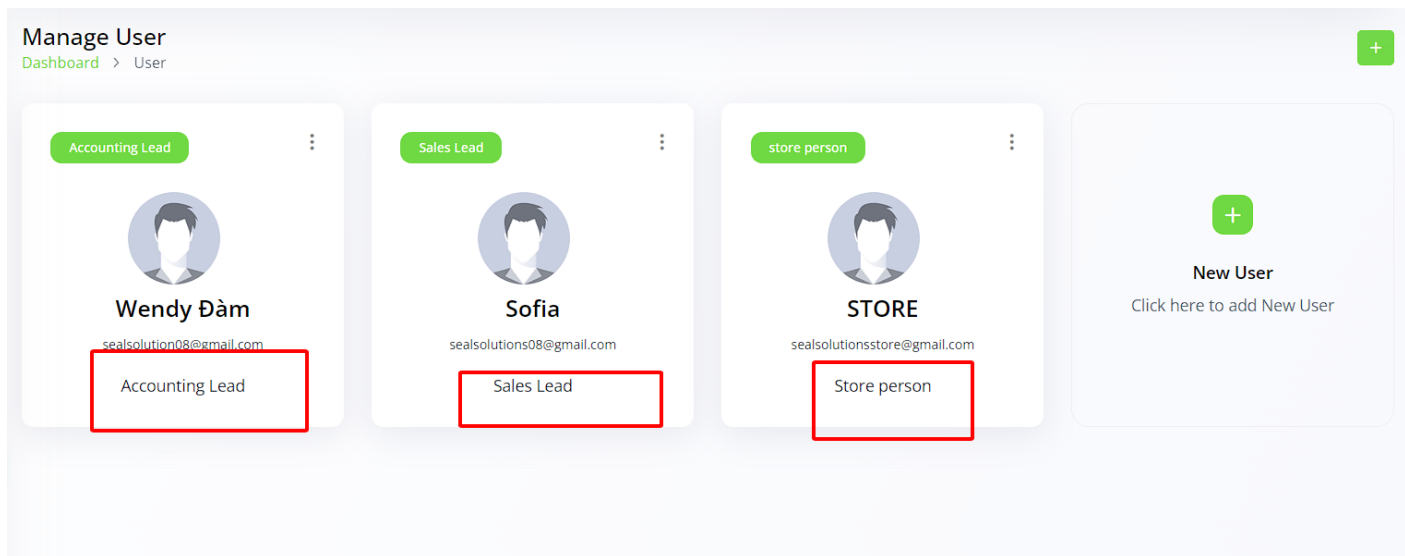 Manage User
Dashboard > User
Accounting Lead
Wendy Đàm
sealsolution08@gmail.com
Accounting Lead
Sales Lead
Sofia
sealsolutions08@gmail.com
Sales Lead
store person
STORE
sealsolutionsstore@gmail.com
Store person
New User
Click here to add New User